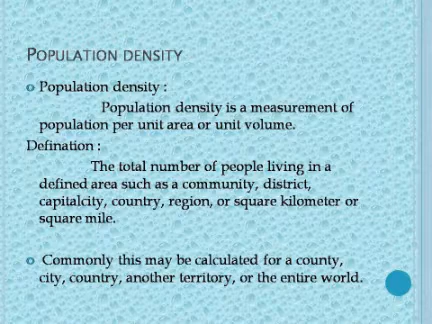 POPULATION DENSITY
Population density :
Population density is a measurement of
population per unit area or unit volume.
Defination :
The total number of people living in a
defined area such as a community, district,
capitalcity, country, region, or square kilometer or
square mile.
Commonly this may be calculated for a county,
city, country, another territory, or the entire world.